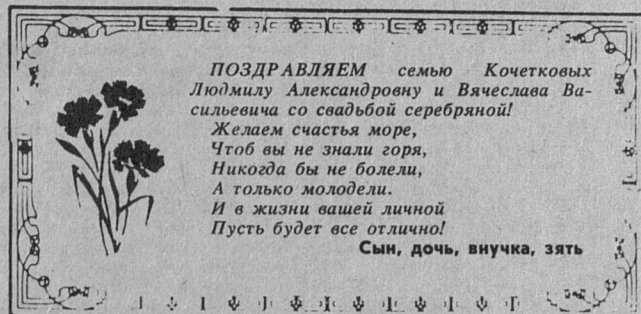 ПОЗДРАВЛЯЕМ семью Кочетковых
Людмилу Александровну и Вячеслава Ва-
сильевича со свадьбой серебряной!
Желаем счастья море,
Чтоб вы не знали горя,
Никогда бы не болели,
А только молодели.
И в жизни вашей личной
Пусть будет все отлично!
Сын, дочь, внучка, зять